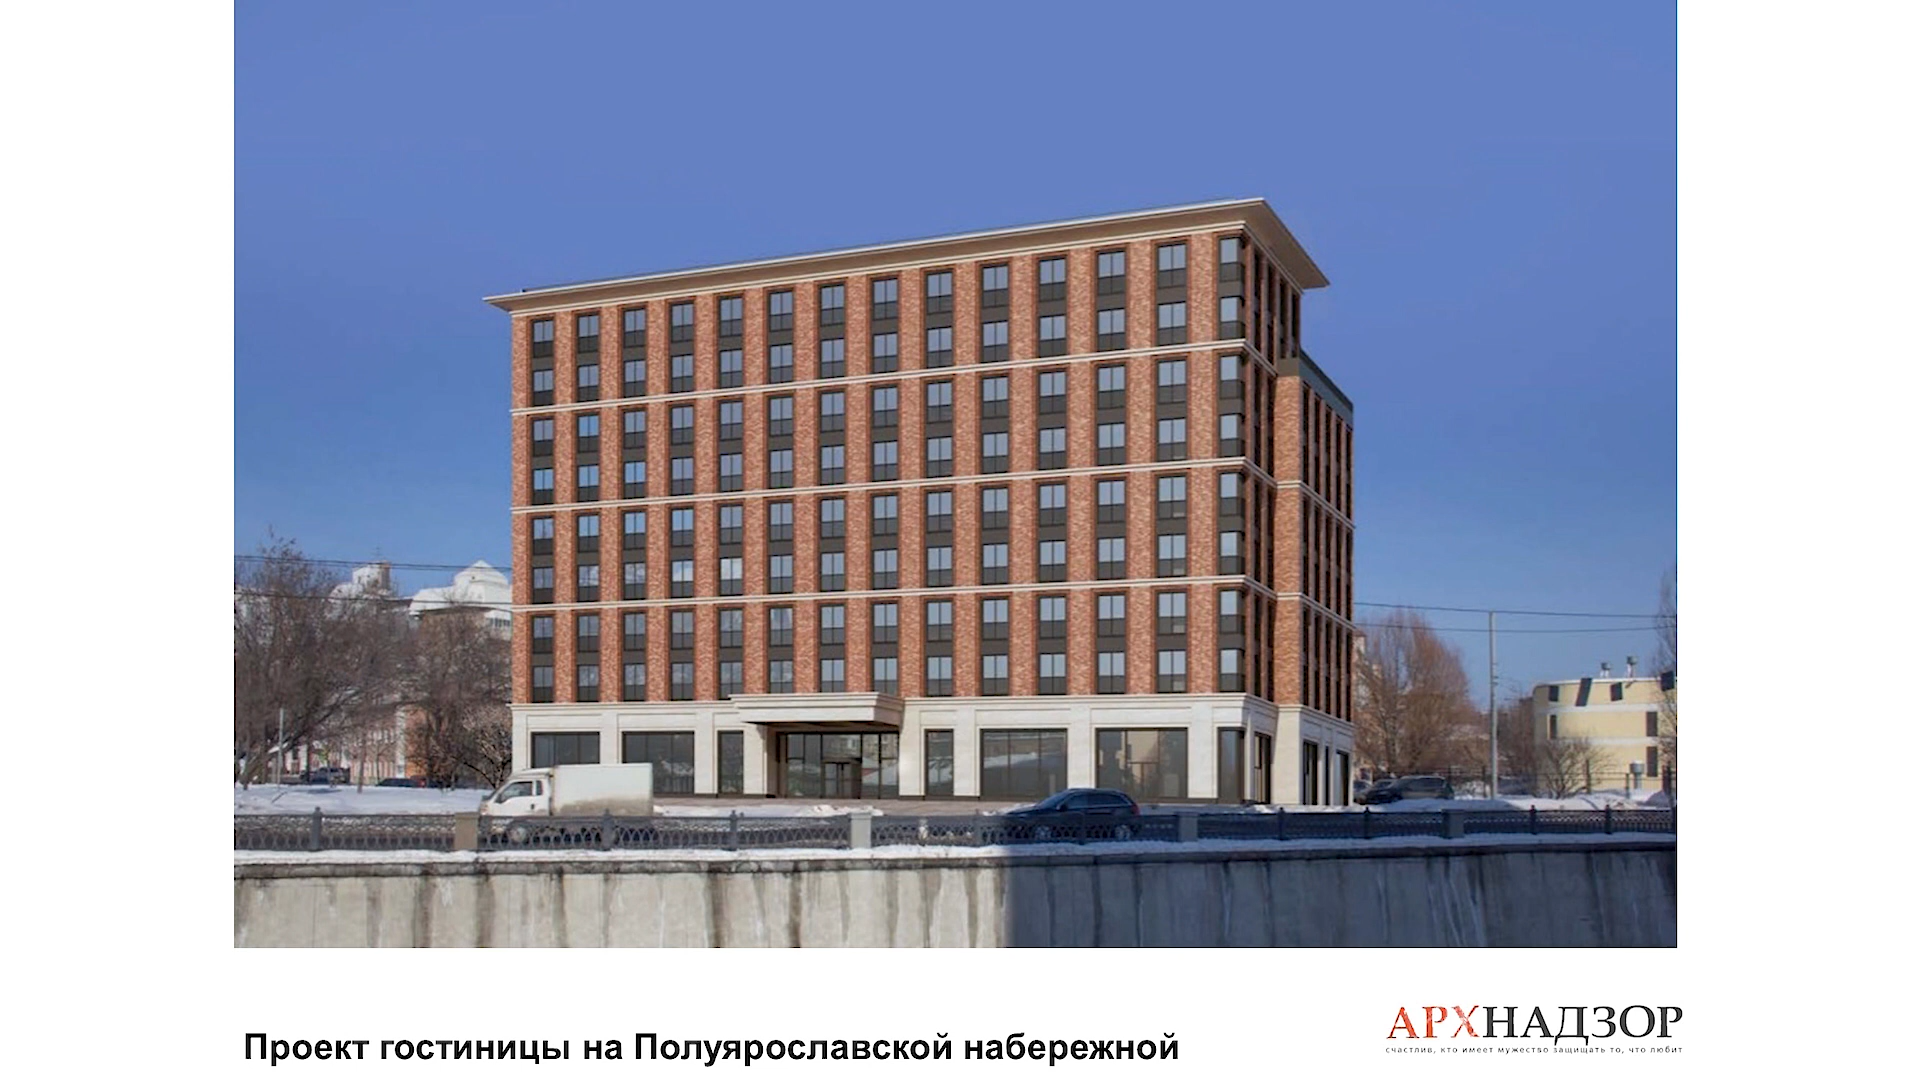 Проект гостиницы на Полуярославской набережной
АРХНАДЗОР
счастлив, кто имеет мужество защищать то, что любит